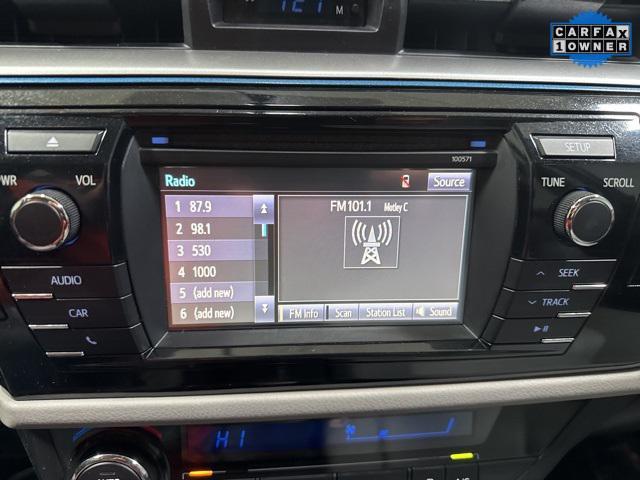 121 M
CARFAX
1 OWNER
100571
SETUP
PWR VOL
TUNE SCROLL
Radio
Source
1 87.9
2 98.1
3 530
4 1000
5 (add new)
6 (add new)
FM 101.1 Motley C
FM Info Scan Station List Sound
AUDIO
CAR
SEEK
TRACK
HI
AUTO